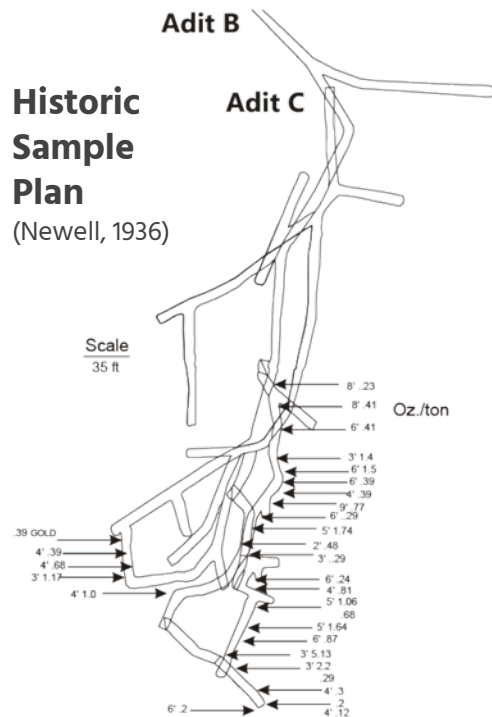 Adit B
Historic
Sample
Plan
(Newell, 1936)
Adit C
Scale
35 ft
8' ..23
8' .41
Oz./ton
6' .41
3' 1.4
6' 1.5
6' .39
4' .39
9' .77
6' ..29
5' 1.74
2' .48
3' ..29
.39 GOLD
4' .39
4' .68
3' 1.17
4' 1.0
6' .24
4' .81
5' 1.06
.68
5' 1.64
6' .87
3' 5.13
3' 2.2
.29
4' .3
.2
4' .12
6' .2